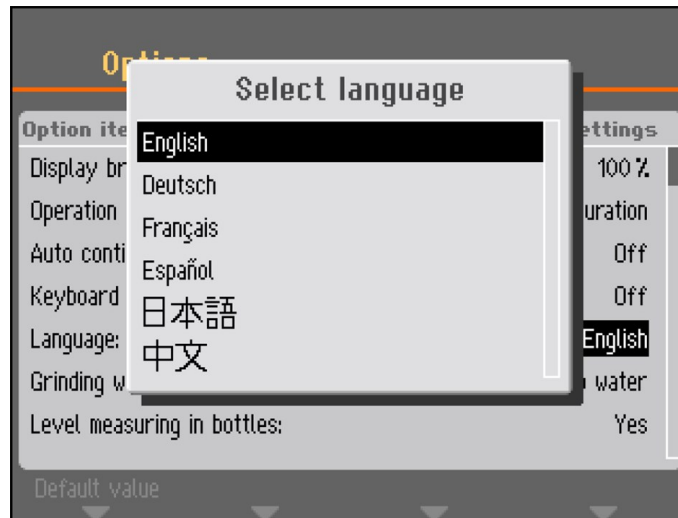 Select language
English
Deutsch
Français
Español
日本語
中文
Option ite
ettings
Display br
100 %
Operation
uration
Auto conti
Off
Keyboard
Off
Language:
English
Grinding w
water
Level measuring in bottles:
Yes
Default value